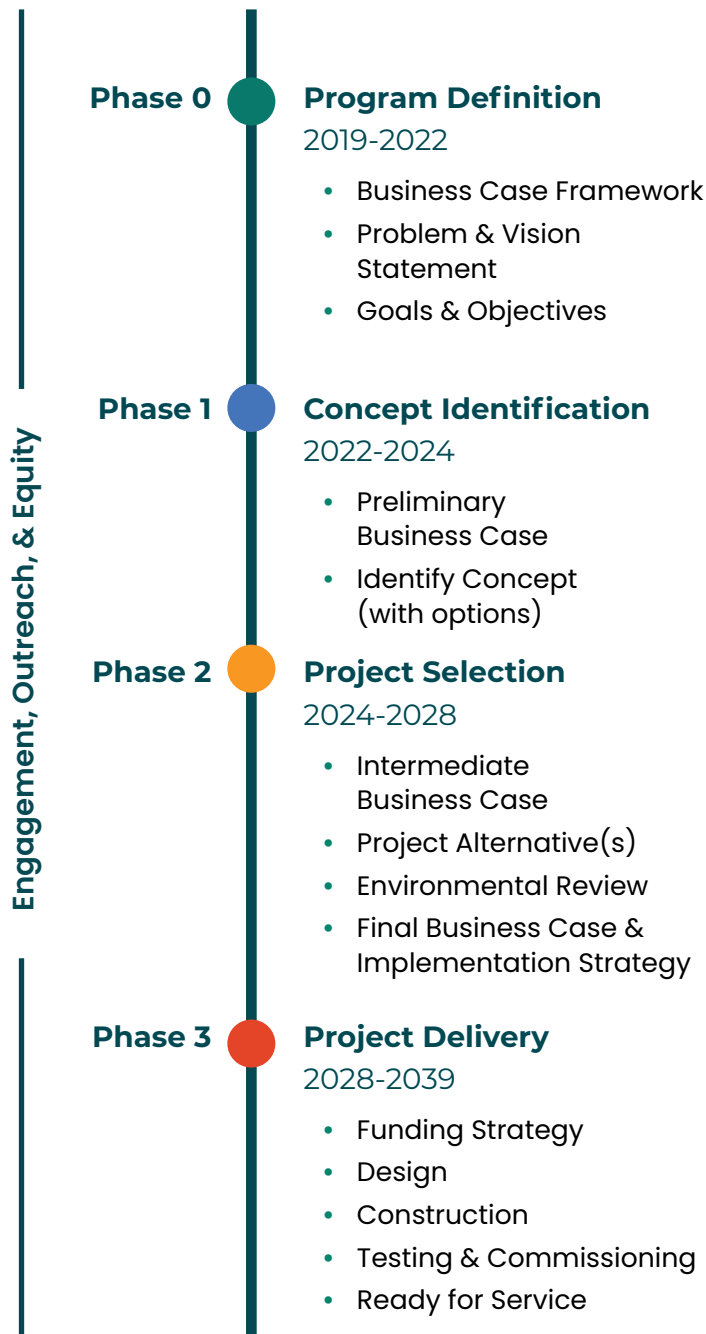 Engagement, Outreach, & Equity
Phase 0
Program Definition
2019-2022
• Business Case Framework
• Problem & Vision
Statement
• Goals & Objectives
Phase 1
Concept Identification
2022-2024
• Preliminary
Business Case
• Identify Concept
(with options)
Phase 2
Project Selection
2024-2028
• Intermediate
Business Case
• Project Alternative(s)
• Environmental Review
• Final Business Case &
Implementation Strategy
Phase 3
Project Delivery
2028-2039
• Funding Strategy
• Design
• Construction
• Testing & Commissioning
• Ready for Service